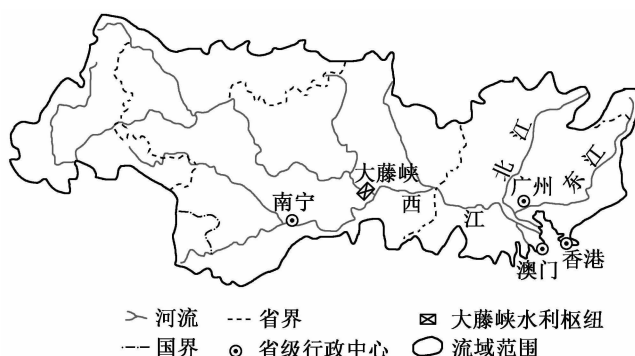 北江
东江
大藤峡
广州
南宁
西江
香港
澳门
河流 省界 大藤峡水利枢纽
国界 省级行政中心 流域范围